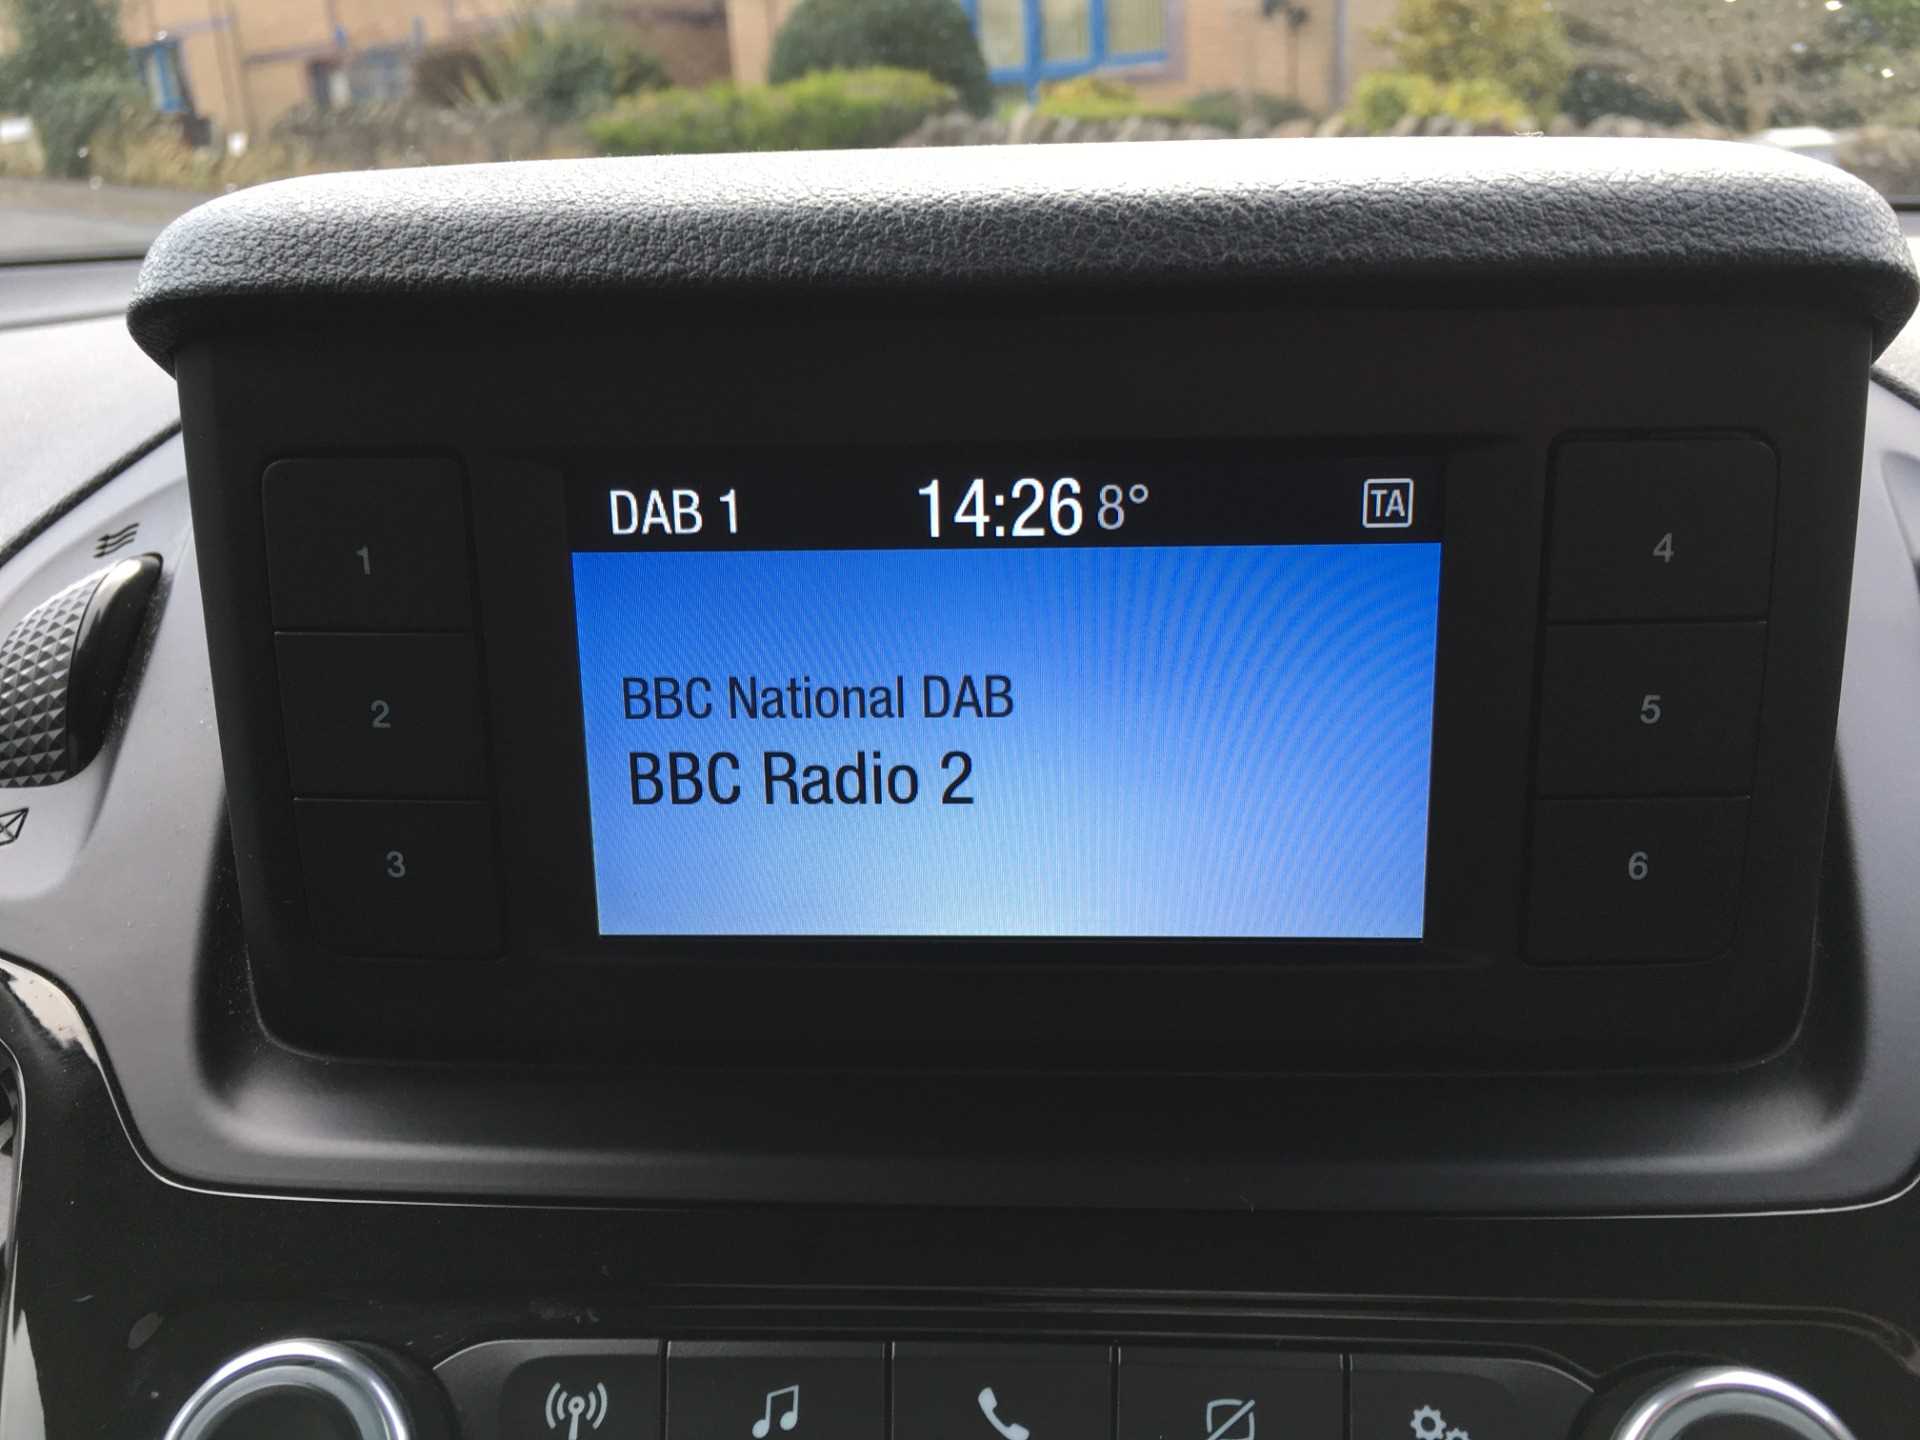 DAB 1 14:26 8° TA
BBC National DAB
BBC Radio 2
1
2
3
4
5
6